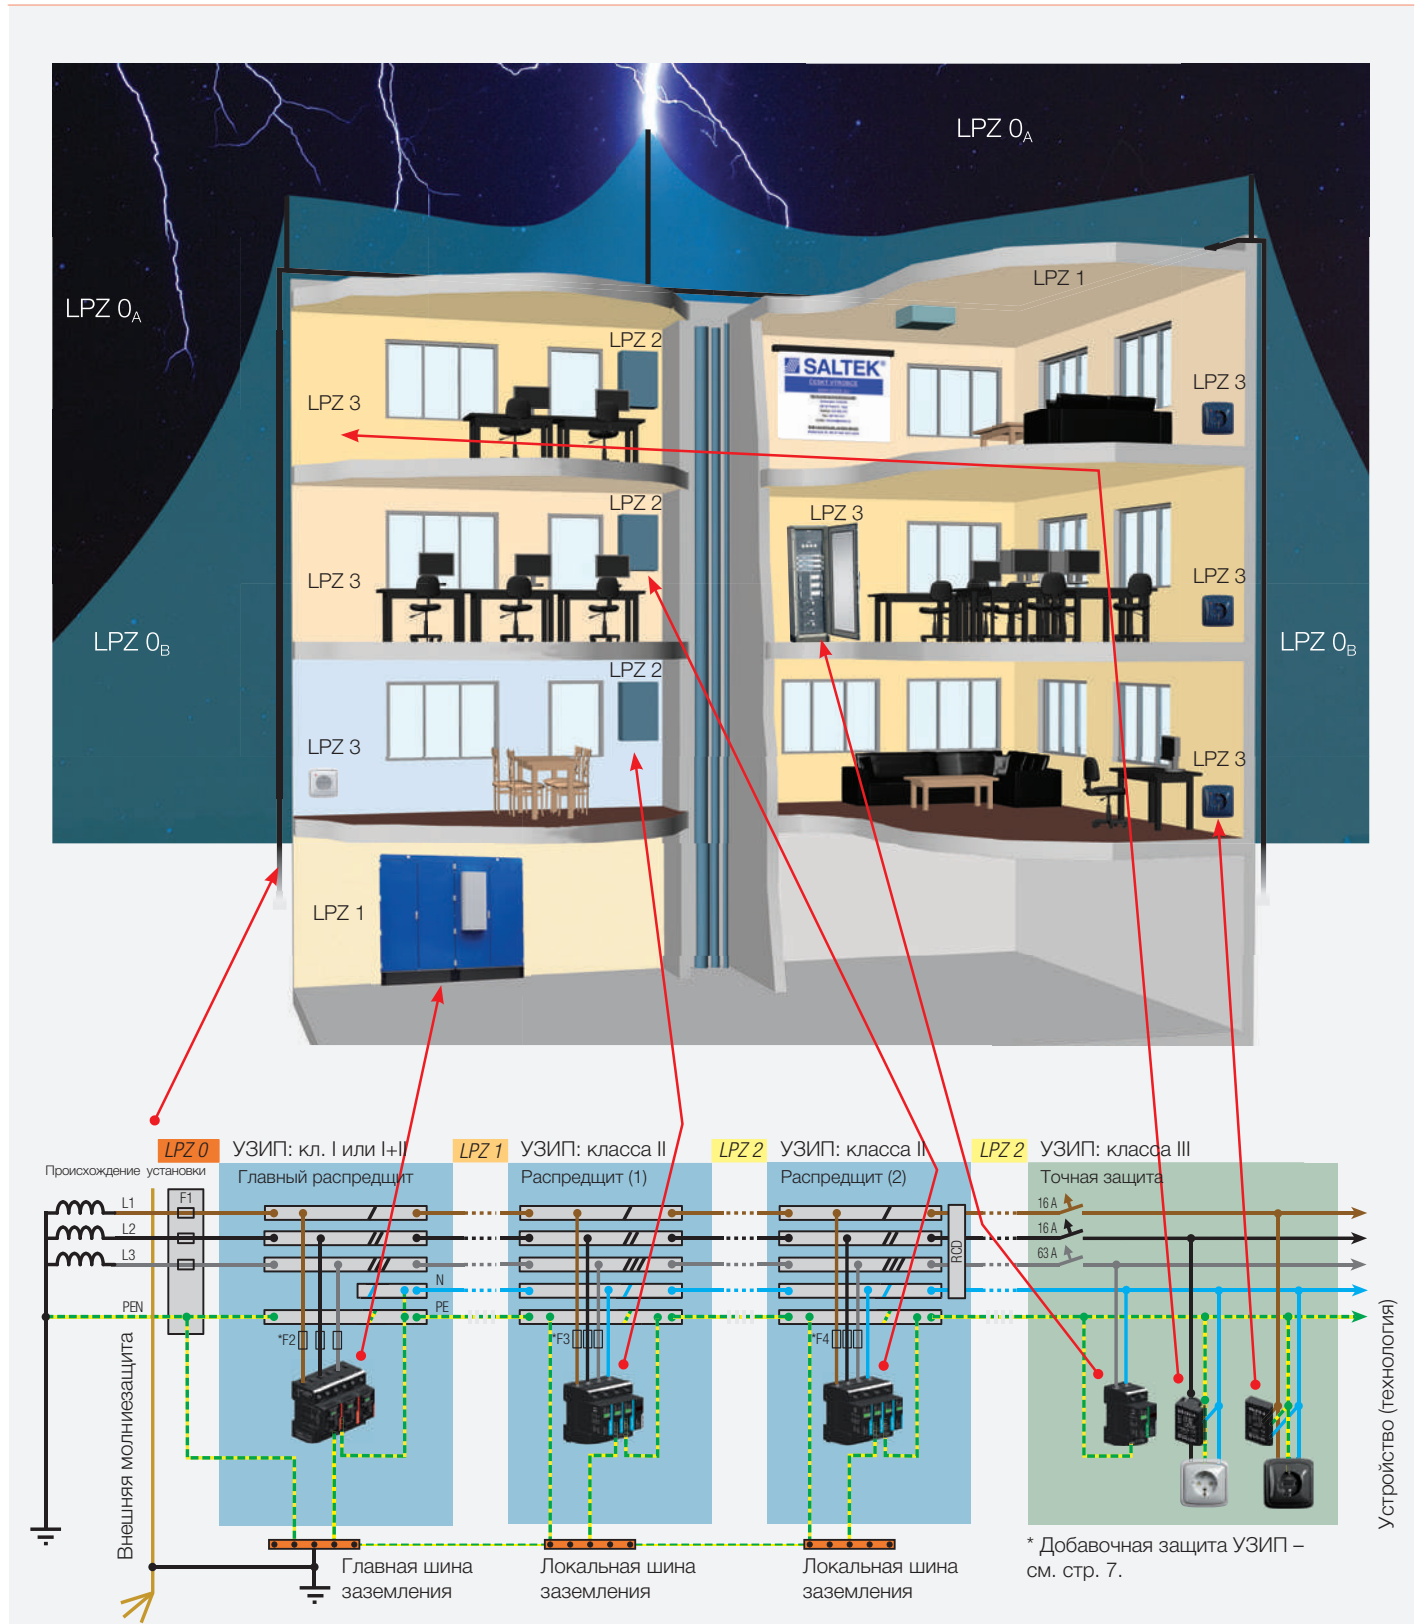 LPZ 0A
LPZ 0A
LPZ 1
LPZ 2
LPZ 3
SALTEK®
ČESKÝ VÝROBCE
LPZ 3
LPZ 2
LPZ 3
LPZ 3
LPZ 3
LPZ 0B
LPZ 0B
LPZ 2
LPZ 3
LPZ 3
LPZ 1
LPZ 0
УЗИП: кл. I или I+II
LPZ 1
УЗИП: класса II
LPZ 2
УЗИП: класса II
LPZ 2
УЗИП: класса III
Происхождение установки
Главный распредщит
Распредщит (1)
Распредщит (2)
Точная защита
L1
F1
16 A
L2
16 A
L3
63 A
RCD
N
PEN
PE
*F2
*F3
*F4
Внешняя молниезащита
Устройство (технология)
Главная шина
заземления
Локальная шина
заземления
Локальная шина
заземления
* Добавочная защита УЗИП –
см. стр. 7.